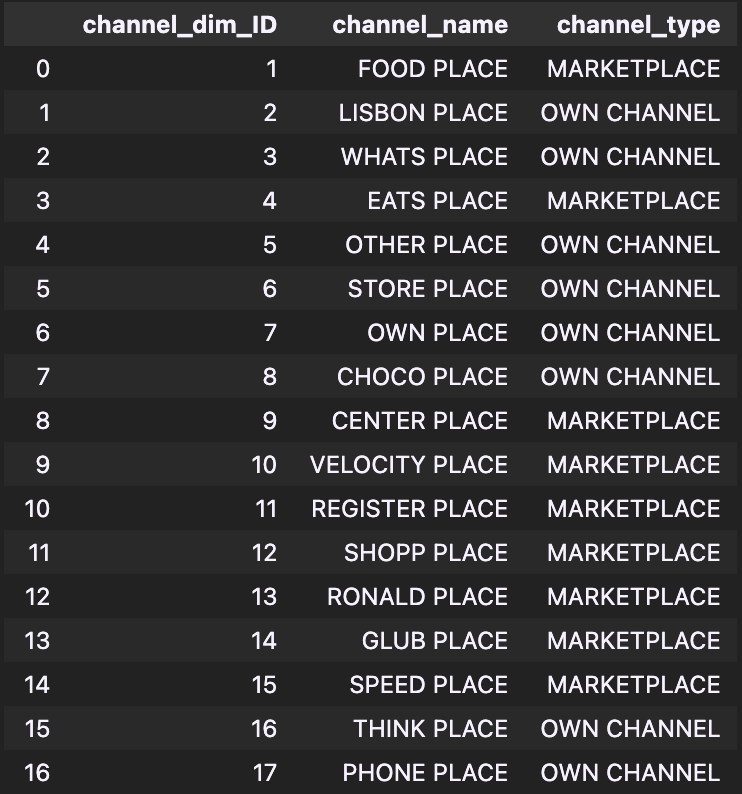 channel_dim_ID channel_name channel_type
0 1 FOOD PLACE MARKETPLACE
1 2 LISBON PLACE OWN CHANNEL
2 3 WHATS PLACE OWN CHANNEL
3 4 EATS PLACE MARKETPLACE
4 5 OTHER PLACE OWN CHANNEL
5 6 STORE PLACE OWN CHANNEL
6 7 OWN PLACE OWN CHANNEL
7 8 CHOCO PLACE OWN CHANNEL
8 9 CENTER PLACE MARKETPLACE
9 10 VELOCITY PLACE MARKETPLACE
10 11 REGISTER PLACE MARKETPLACE
11 12 SHOPP PLACE MARKETPLACE
12 13 RONALD PLACE MARKETPLACE
13 14 GLUB PLACE MARKETPLACE
14 15 SPEED PLACE MARKETPLACE
15 16 THINK PLACE OWN CHANNEL
16 17 PHONE PLACE OWN CHANNEL